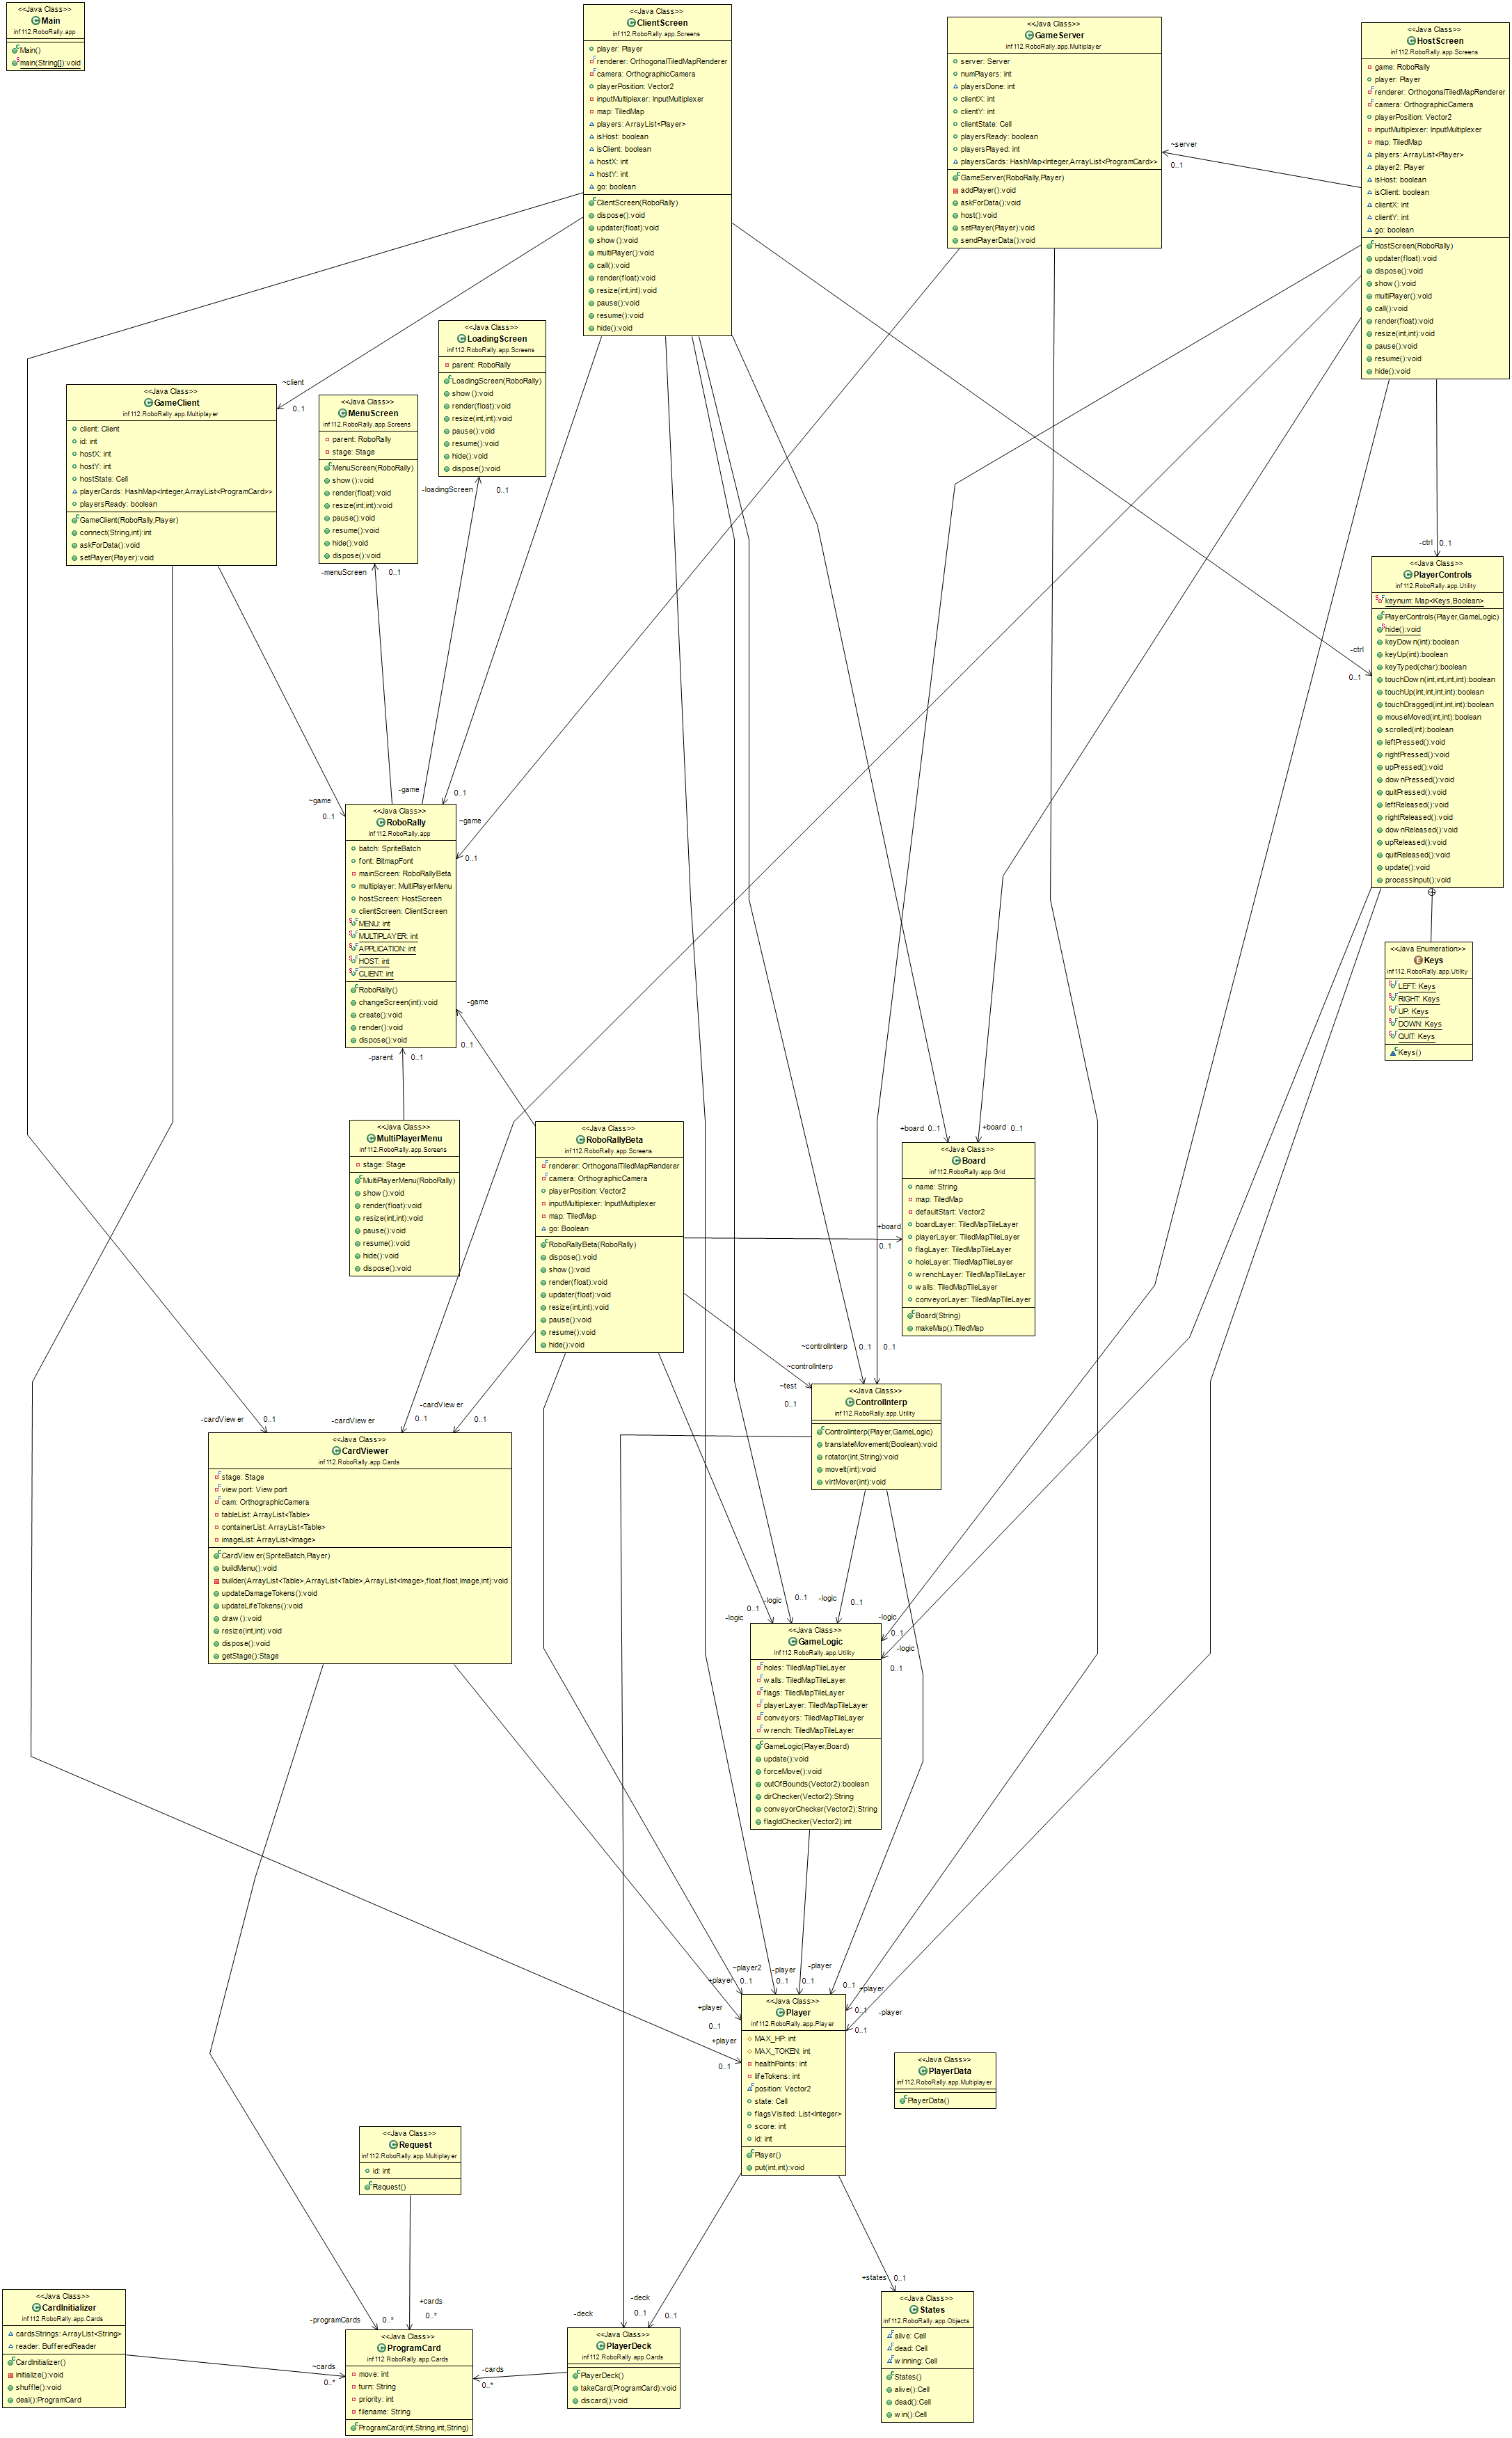 <<Java Class>>
Main
inf112.RoboRally.app
Main()
main(String[]):void
<<Java Class>>
ClientScreen
inf112.RoboRally.app.Screens
player: Player
renderer: OrthogonalTiledMapRenderer
camera: OrthographicCamera
playerPosition: Vector2
inputMultiplexer: InputMultiplexer
map: TiledMap
players: ArrayList<Player>
isHost: boolean
isClient: boolean
hostX: int
hostY: int
go: boolean
ClientScreen(RoboRally)
dispose():void
updater(float):void
show():void
multiPlayer():void
call():void
render(float):void
resize(int,int):void
pause():void
resume():void
hide():void
<<Java Class>>
GameServer
inf112.RoboRally.app.Multiplayer
server: Server
numPlayers: int
playersDone: int
clientX: int
clientY: int
clientState: Cell
playersReady: boolean
playersPlayed: int
playersCards: HashMap<Integer,ArrayList<ProgramCard>>
GameServer(RoboRally,Player)
addPlayer():void
askForData():void
host():void
setPlayer(Player):void
sendPlayerData():void
<<Java Class>>
HostScreen
inf112.RoboRally.app.Screens
game: RoboRally
player: Player
renderer: OrthogonalTiledMapRenderer
camera: OrthographicCamera
playerPosition: Vector2
inputMultiplexer: InputMultiplexer
map: TiledMap
players: ArrayList<Player>
player2: Player
isHost: boolean
isClient: boolean
clientX: int
clientY: int
go: boolean
HostScreen(RoboRally)
updater(float):void
dispose():void
show():void
multiPlayer():void
call():void
render(float):void
resize(int,int):void
pause():void
resume():void
hide():void
~server
0..1
<<Java Class>>
LoadingScreen
inf112.RoboRally.app.Screens
parent: RoboRally
LoadingScreen(RoboRally)
show():void
render(float):void
resize(int,int):void
pause():void
resume():void
hide():void
dispose():void
-loadingScreen
0..1
~client
0..1
<<Java Class>>
GameClient
inf112.RoboRally.app.Multiplayer
client: Client
id: int
hostX: int
hostY: int
hostState: Cell
playerCards: HashMap<Integer,ArrayList<ProgramCard>>
playersReady: boolean
GameClient(RoboRally,Player)
connect(String,int):int
askForData():void
setPlayer(Player):void
<<Java Class>>
MenuScreen
inf112.RoboRally.app.Screens
parent: RoboRally
stage: Stage
MenuScreen(RoboRally)
show():void
render(float):void
resize(int,int):void
pause():void
resume():void
hide():void
dispose():void
-menuScreen
0..1
-ctrl
0..1
<<Java Class>>
PlayerControls
inf112.RoboRally.app.Utility
keynum: Map<Keys,Boolean>
PlayerControls(Player,GameLogic)
hide():void
keyDown(int):boolean
keyUp(int):boolean
keyTyped(char):boolean
touchDown(int,int,int,int):boolean
touchUp(int,int,int,int):boolean
touchDragged(int,int,int):boolean
mouseMoved(int,int):boolean
scrolled(int):boolean
leftPressed():void
rightPressed():void
upPressed():void
downPressed():void
quitPressed():void
leftReleased():void
rightReleased():void
downReleased():void
upReleased():void
quitReleased():void
update():void
processInput():void
-ctrl
0..1
<<Java Enumeration>>
Keys
inf112.RoboRally.app.Utility
LEFT: Keys
RIGHT: Keys
UP: Keys
DOWN: Keys
QUIT: Keys
Keys()
-game
0..1
~game
0..1
~game
0..1
<<Java Class>>
RoboRally
inf112.RoboRally.app
batch: SpriteBatch
font: BitmapFont
mainScreen: RoboRallyBeta
multiplayer: MultiPlayerMenu
hostScreen: HostScreen
clientScreen: ClientScreen
MENU: int
MULTIPLAYER: int
APPLICATION: int
HOST: int
CLIENT: int
RoboRally()
changeScreen(int):void
create():void
render():void
dispose():void
-game
0..1
-parent
0..1
<<Java Class>>
MultiPlayerMenu
inf112.RoboRally.app.Screens
stage: Stage
MultiPlayerMenu(RoboRally)
show():void
render(float):void
resize(int,int):void
pause():void
resume():void
hide():void
dispose():void
<<Java Class>>
RoboRallyBeta
inf112.RoboRally.app.Screens
renderer: OrthogonalTiledMapRenderer
camera: OrthographicCamera
playerPosition: Vector2
inputMultiplexer: InputMultiplexer
map: TiledMap
go: Boolean
RoboRallyBeta(RoboRally)
dispose():void
show():void
render(float):void
updater(float):void
resize(int,int):void
pause():void
resume():void
hide():void
+board 0..1
+board 0..1
+board
0..1
<<Java Class>>
Board
inf112.RoboRally.app.Grid
name: String
map: TiledMap
defaultStart: Vector2
boardLayer: TiledMapTileLayer
playerLayer: TiledMapTileLayer
flagLayer: TiledMapTileLayer
holeLayer: TiledMapTileLayer
wrenchLayer: TiledMapTileLayer
walls: TiledMapTileLayer
conveyorLayer: TiledMapTileLayer
Board(String)
makeMap():TiledMap
~controlInterp
0..1
0..1
~controlInterp
~test
0..1
<<Java Class>>
ControlInterp
inf112.RoboRally.app.Utility
ControlInterp(Player,GameLogic)
translateMovement(Boolean):void
rotator(int,String):void
moveIt(int):void
virtMover(int):void
-cardViewer
0..1
-cardViewer
0..1
-cardViewer
0..1
<<Java Class>>
CardViewer
inf112.RoboRally.app.Cards
stage: Stage
viewport: Viewport
cam: OrthographicCamera
tableList: ArrayList<Table>
containerList: ArrayList<Table>
imageList: ArrayList<Image>
CardViewer(SpriteBatch,Player)
buildMenu():void
builder(ArrayList<Table>,ArrayList<Table>,ArrayList<Image>,float,float,Image,int):void
updateDamageTokens():void
updateLifeTokens():void
draw():void
resize(int,int):void
dispose():void
getStage():Stage
-logic
0..1
-logic
0..1
-logic
0..1
-logic
0..1
-logic
0..1
<<Java Class>>
GameLogic
inf112.RoboRally.app.Utility
holes: TiledMapTileLayer
walls: TiledMapTileLayer
flags: TiledMapTileLayer
playerLayer: TiledMapTileLayer
conveyors: TiledMapTileLayer
wrench: TiledMapTileLayer
GameLogic(Player,Board)
update():void
forceMove():void
outOfBounds(Vector2):boolean
dirChecker(Vector2):String
conveyorChecker(Vector2):String
flagIdChecker(Vector2):int
~player2
-player
-player
+player
0..1
0..1
0..1
0..1
+player
+player
0..1
0..1
-player
0..1
+player
0..1
<<Java Class>>
Player
inf112.RoboRally.app.Player
MAX_HP: int
MAX_TOKEN: int
healthPoints: int
lifeTokens: int
position: Vector2
state: Cell
flagsVisited: List<Integer>
score: int
id: int
Player()
put(int,int):void
<<Java Class>>
PlayerData
inf112.RoboRally.app.Multiplayer
PlayerData()
<<Java Class>>
Request
inf112.RoboRally.app.Multiplayer
id: int
Request()
+states
0..1
+cards
0..*
-programCards
0..*
-deck
0..1
-deck
0..1
<<Java Class>>
CardInitializer
inf112.RoboRally.app.Cards
cardsStrings: ArrayList<String>
reader: BufferedReader
CardInitializer()
initialize():void
shuffle():void
deal():ProgramCard
~cards
0..*
<<Java Class>>
ProgramCard
inf112.RoboRally.app.Cards
move: int
turn: String
priority: int
filename: String
ProgramCard(int,String,int,String)
-cards
0..*
<<Java Class>>
PlayerDeck
inf112.RoboRally.app.Cards
PlayerDeck()
takeCard(ProgramCard):void
discard():void
<<Java Class>>
States
inf112.RoboRally.app.Objects
alive: Cell
dead: Cell
winning: Cell
States()
alive():Cell
dead():Cell
win():Cell